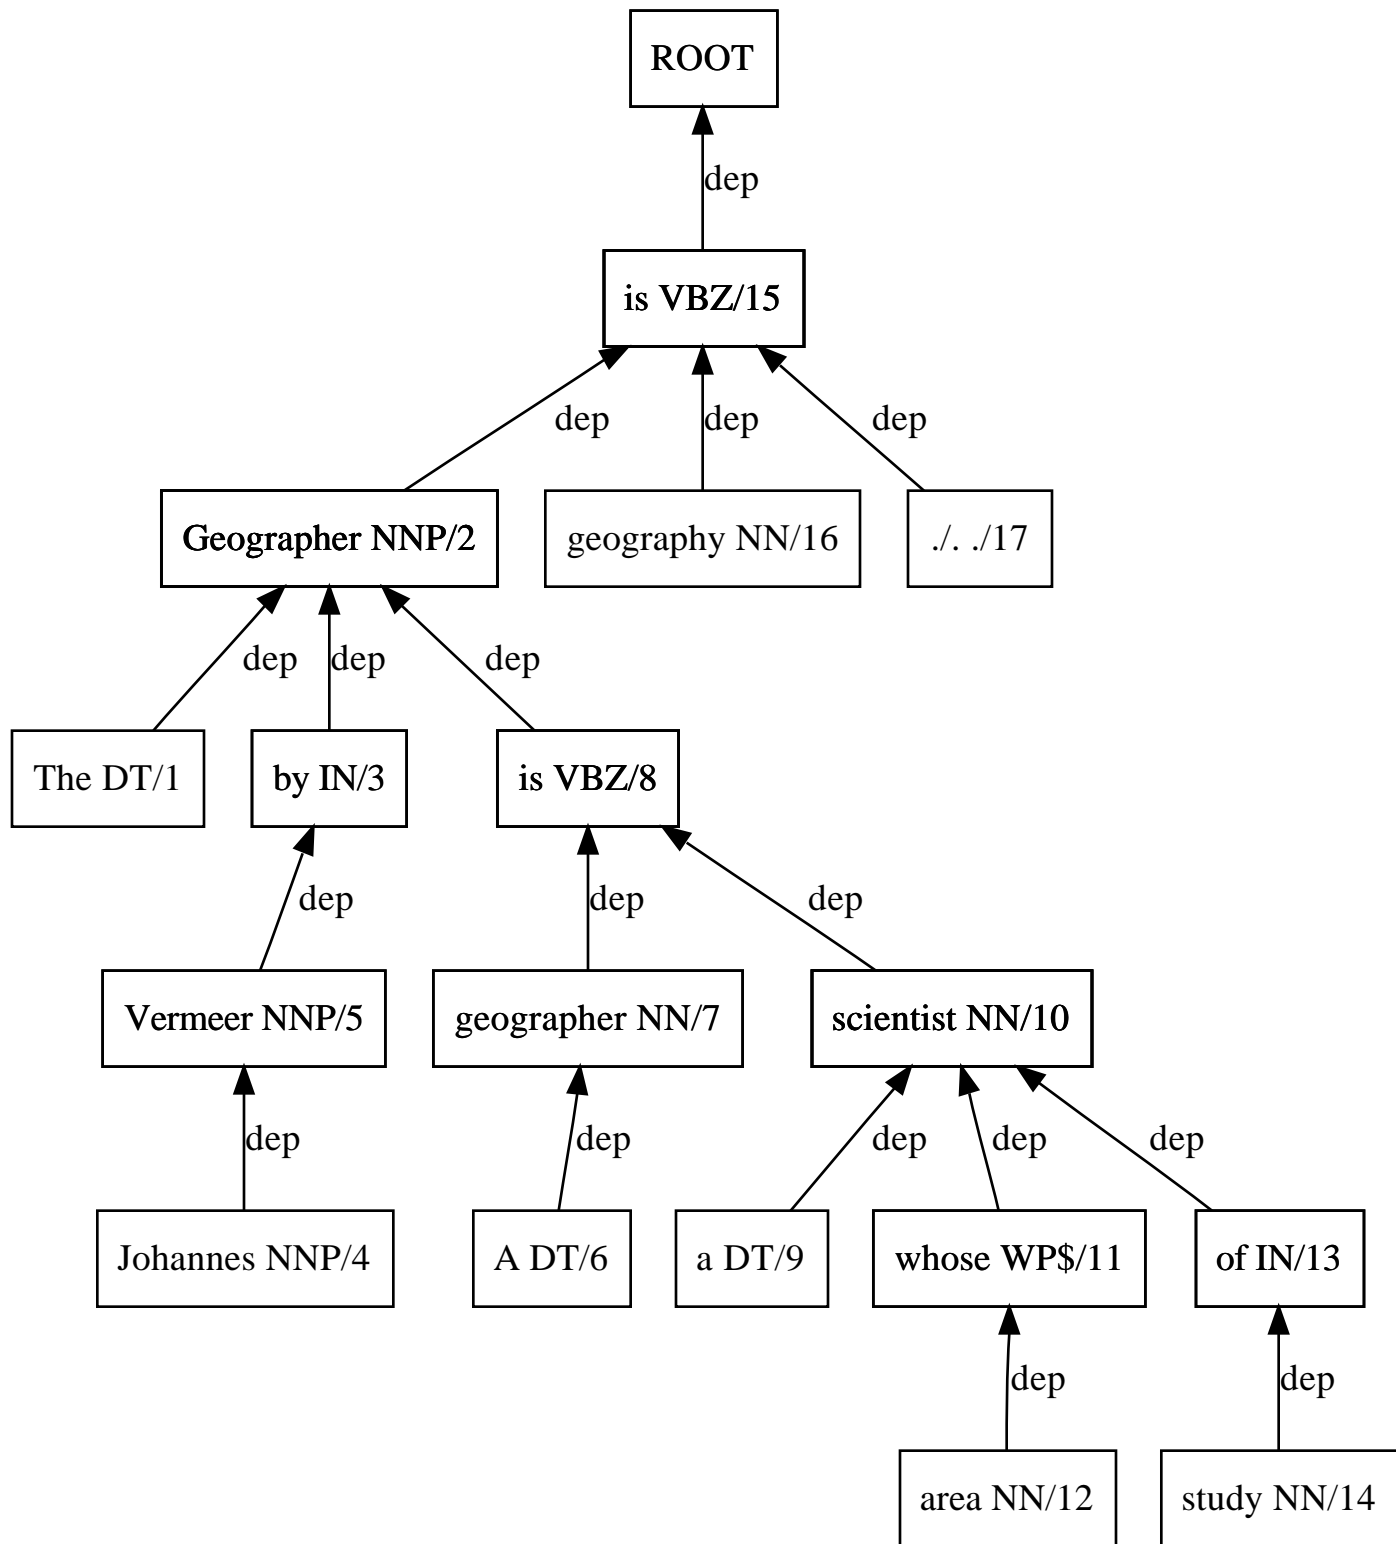 ROOT
dep
is VBZ/15
dep dep dep
Geographer NNP/2 geography NN/16 ./. ./17
dep dep dep
The DT/1 by IN/3 is VBZ/8
dep dep dep
Vermeer NNP/5 geographer NN/7 scientist NN/10
dep dep dep dep dep
Johannes NNP/4 A DT/6 a DT/9 whose WP$/11 of IN/13
dep dep
area NN/12 study NN/14